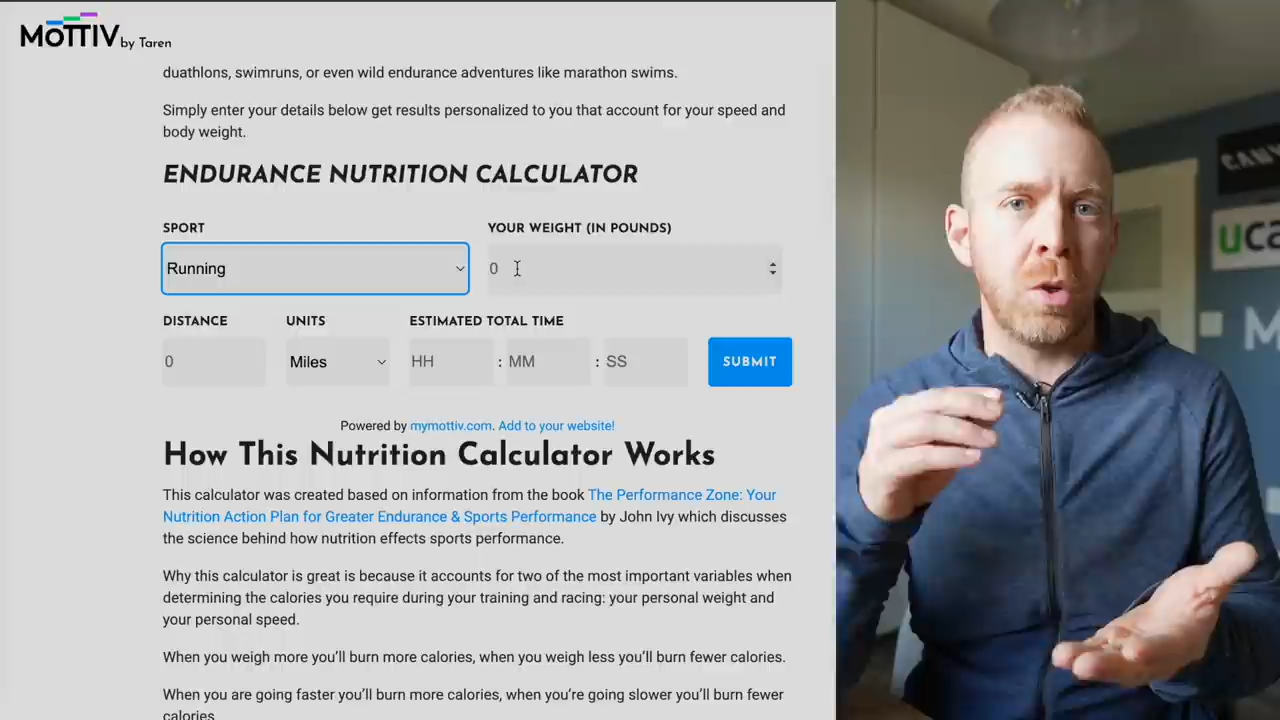 MōTTIV by Taren
duathlons, swimruns, or even wild endurance adventures like marathon swims.
Simply enter your details below get results personalized to you that account for your speed and
body weight.
ENDURANCE NUTRITION CALCULATOR
SPORT
YOUR WEIGHT (IN POUNDS)
Running
0
DISTANCE
UNITS
ESTIMATED TOTAL TIME
0
Miles
HH : MM : SS
SUBMIT
Powered by mymottiv.com. Add to your website!
How This Nutrition Calculator Works
This calculator was created based on information from the book The Performance Zone: Your
Nutrition Action Plan for Greater Endurance & Sports Performance by John Ivy which discusses
the science behind how nutrition effects sports performance.
Why this calculator is great is because it accounts for two of the most important variables when
determining the calories you require during your training and racing: your personal weight and
your personal speed.
When you weigh more you’ll burn more calories, when you weigh less you’ll burn fewer calories.
When you are going faster you’ll burn more calories, when you’re going slower you’ll burn fewer
calories.